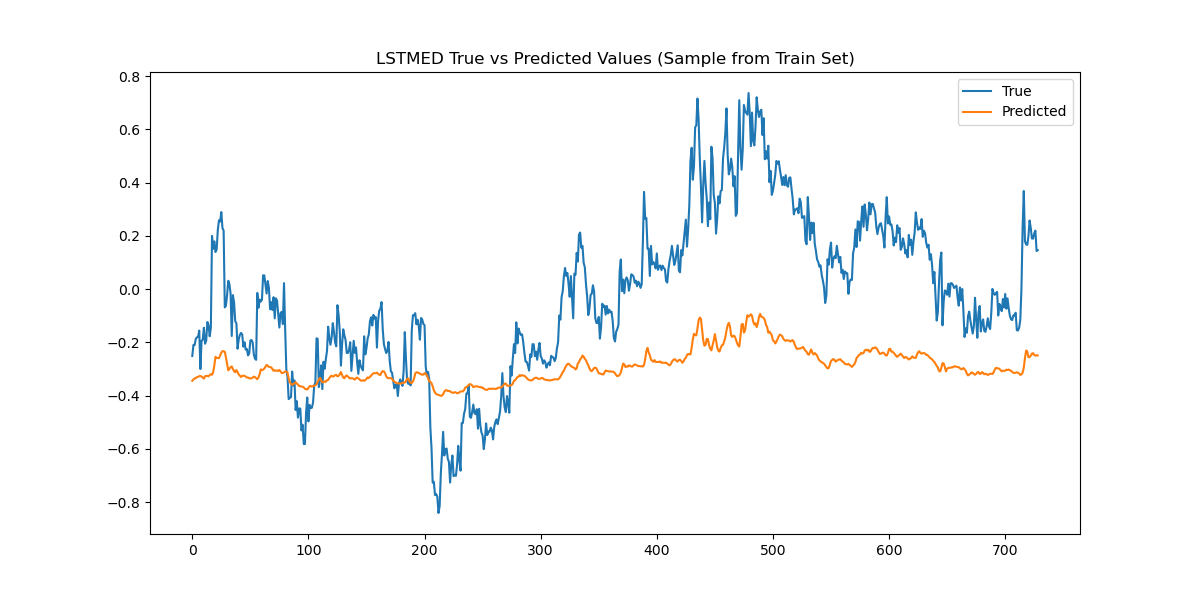 LSTMED True vs Predicted Values (Sample from Train Set)
True
Predicted
0.8
0.6
0.4
0.2
0.0
−0.2
−0.4
−0.6
−0.8
0 100 200 300 400 500 600 700